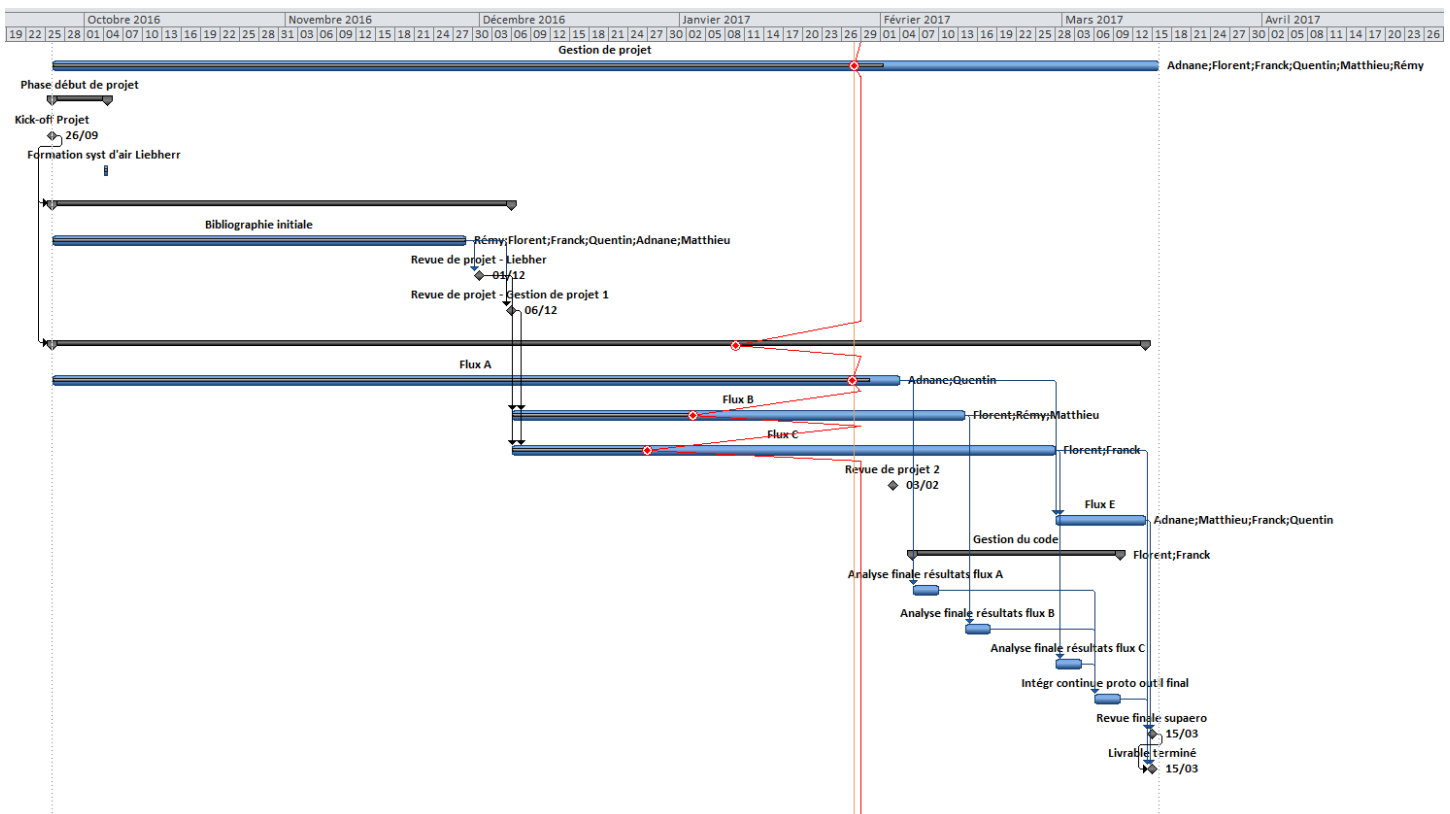 Octobre 2016 Novembre 2016 Décembre 2016 Janvier 2017 Février 2017 Mars 2017 Avril 2017
19 22 25 28 01 04 07 10 13 16 19 22 25 28 31 03 06 09 12 15 18 21 24 27 30 03 06 09 12 15 18 21 24 27 30 02 05 08 11 14 17 20 23 26 29 01 04 07 10 13 16 19 22 25 28 03 06 09 12 15 18 21 24 27 30 02 05 08 11 14 17 20 23 26
Gestion de projet
Adnane;Florent;Franck;Quentin;Matthieu;Rémy
Phase début de projet
Kick-off Projet
26/09
Formation syst d'air Liebherr
Bibliographie initiale
Rémy;Florent;Franck;Quentin;Adnane;Matthieu
Revue de projet - Liebher
01/12
Revue de projet - Gestion de projet 1
06/12
Flux A
Adnane;Quentin
Flux B
Florent;Rémy;Matthieu
Flux C
Florent;Franck
Revue de projet 2
03/02
Flux E
Adnane;Matthieu;Franck;Quentin
Gestion du code
Florent;Franck
Analyse finale résultats flux A
Analyse finale résultats flux B
Analyse finale résultats flux C
Intégr continue proto outil final
Revue finale supaero
15/03
Livrable terminé
15/03